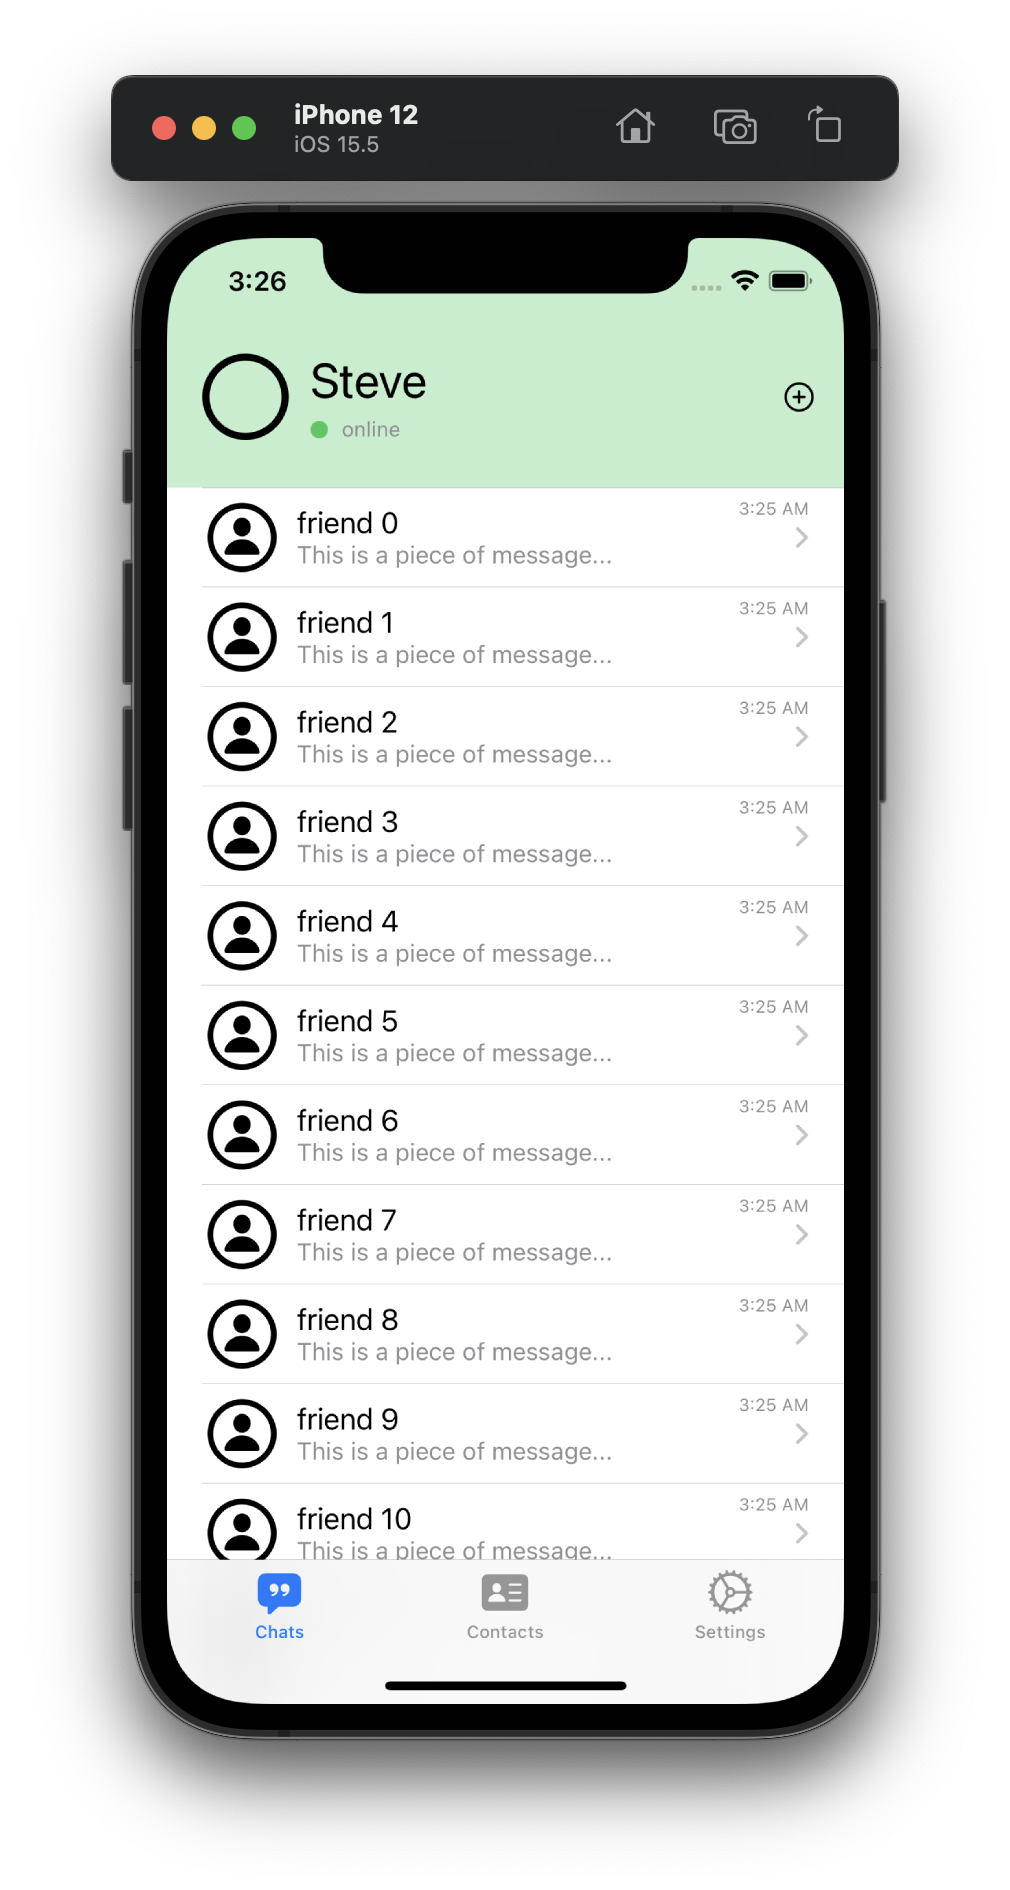 iPhone 12
iOS 15.5
3:26
Steve
online
3:25 AM
friend 0
This is a piece of message...
3:25 AM
friend 1
This is a piece of message...
3:25 AM
friend 2
This is a piece of message...
3:25 AM
friend 3
This is a piece of message...
3:25 AM
friend 4
This is a piece of message...
3:25 AM
friend 5
This is a piece of message...
3:25 AM
friend 6
This is a piece of message...
3:25 AM
friend 7
This is a piece of message...
3:25 AM
friend 8
This is a piece of message...
3:25 AM
friend 9
This is a piece of message...
3:25 AM
friend 10
This is a piece of message...
Chats
Contacts
Settings